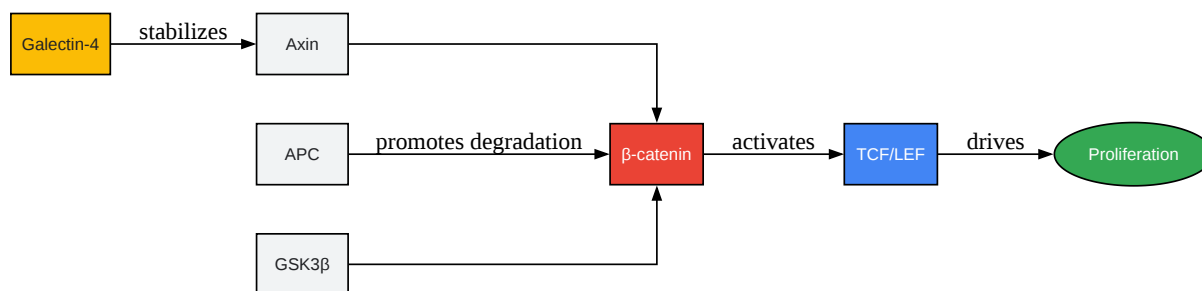 Galectin-4
stabilizes
Axin
APC
promotes degradation
β-catenin
activates
TCF/LEF
drives
Proliferation
GSK3β